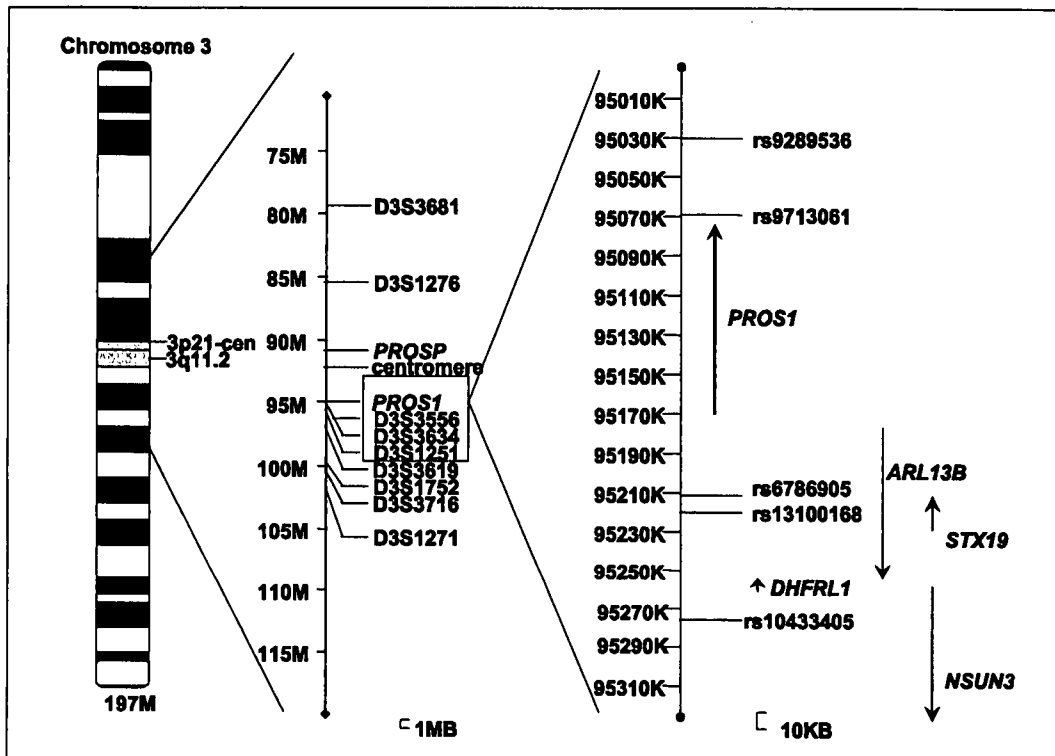 Chromosome 3
3p21-cen
3q11.2
197M
75M
80M
85M
90M
95M
100M
105M
110M
115M
D3S3681
D3S1276
PROSP
centromere
PROS1
D3S3556
D3S3634
D3S1251
D3S3619
D3S1752
D3S3716
D3S1271
1MB
95010K
95030K
95050K
95070K
95090K
95110K
95130K
95150K
95170K
95190K
95210K
95230K
95250K
95270K
95290K
95310K
rs9289536
rs9713061
PROS1
ARL13B
rs6786905
rs13100168
STX19
DHFRL1
rs10433405
NSUN3
10KB